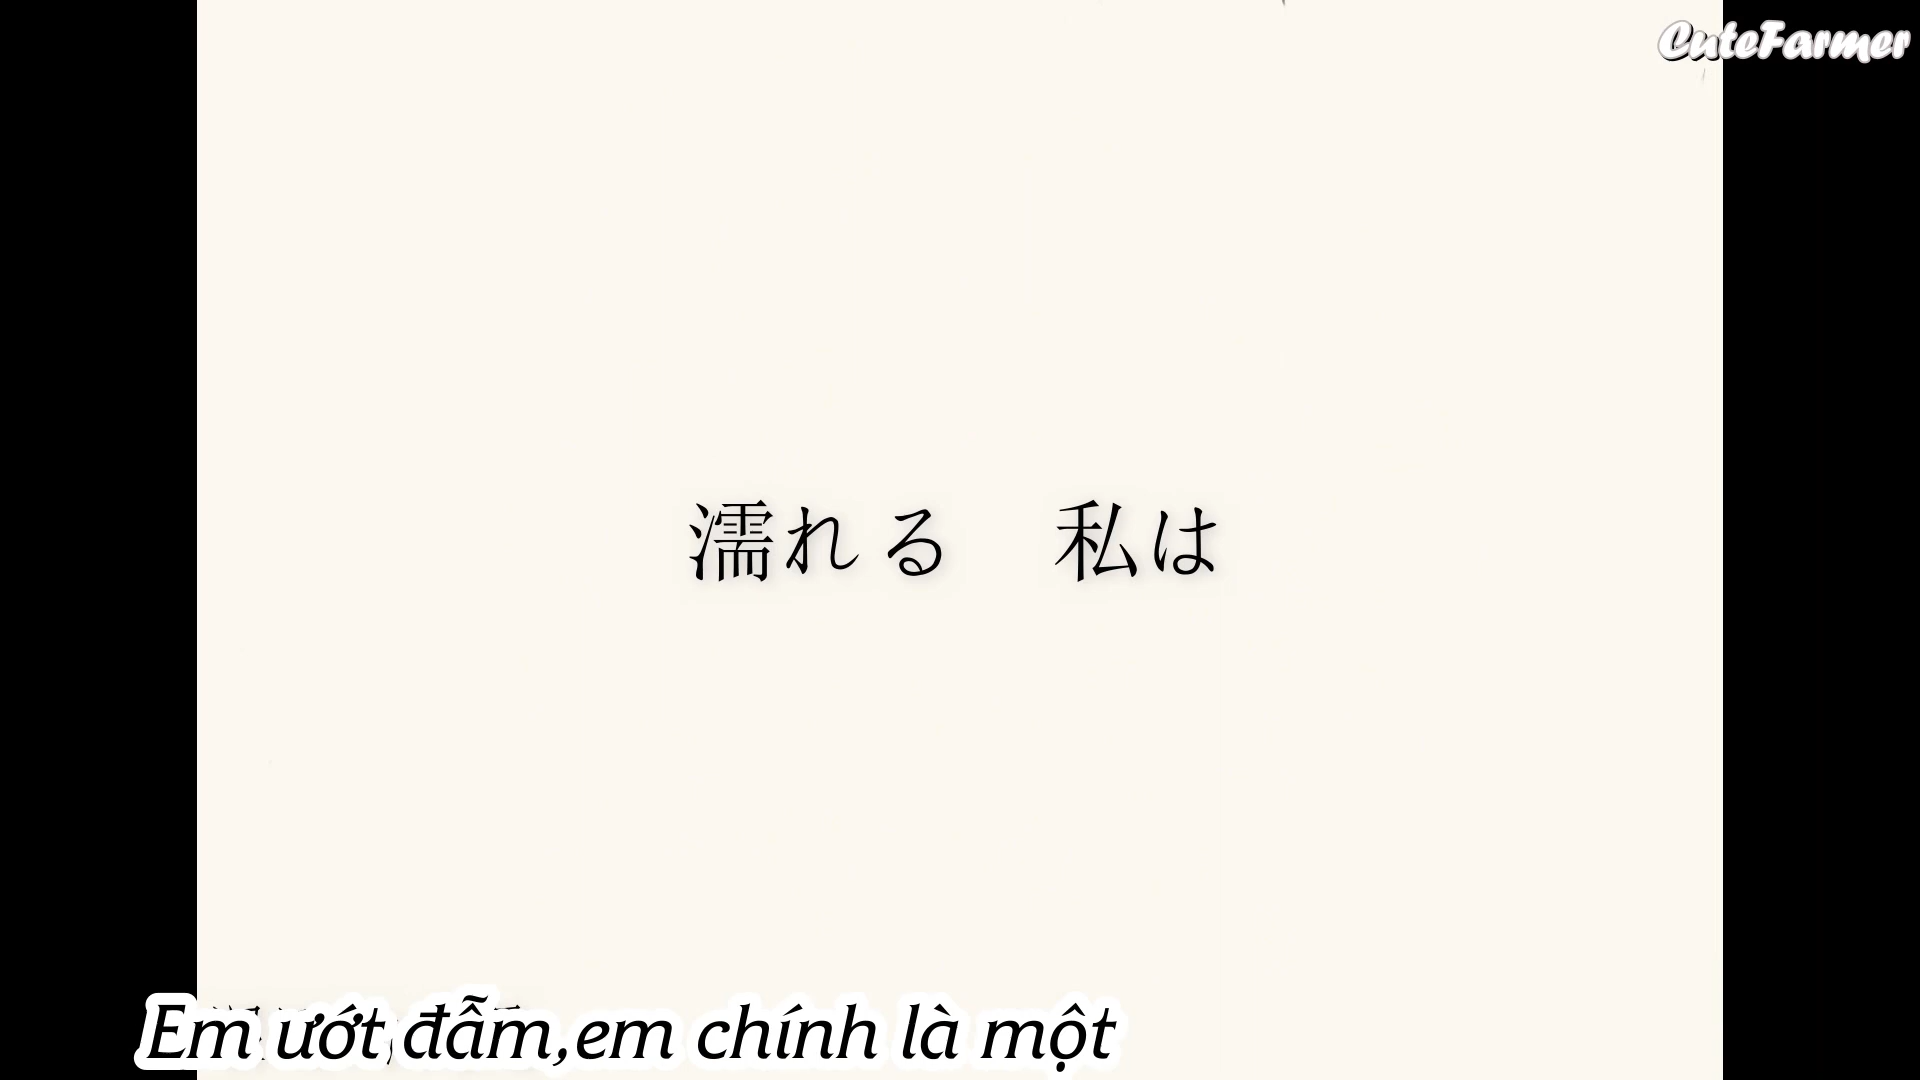 CuteFarmer
濡れる　私は
Em ướt đẫm,em chính là một